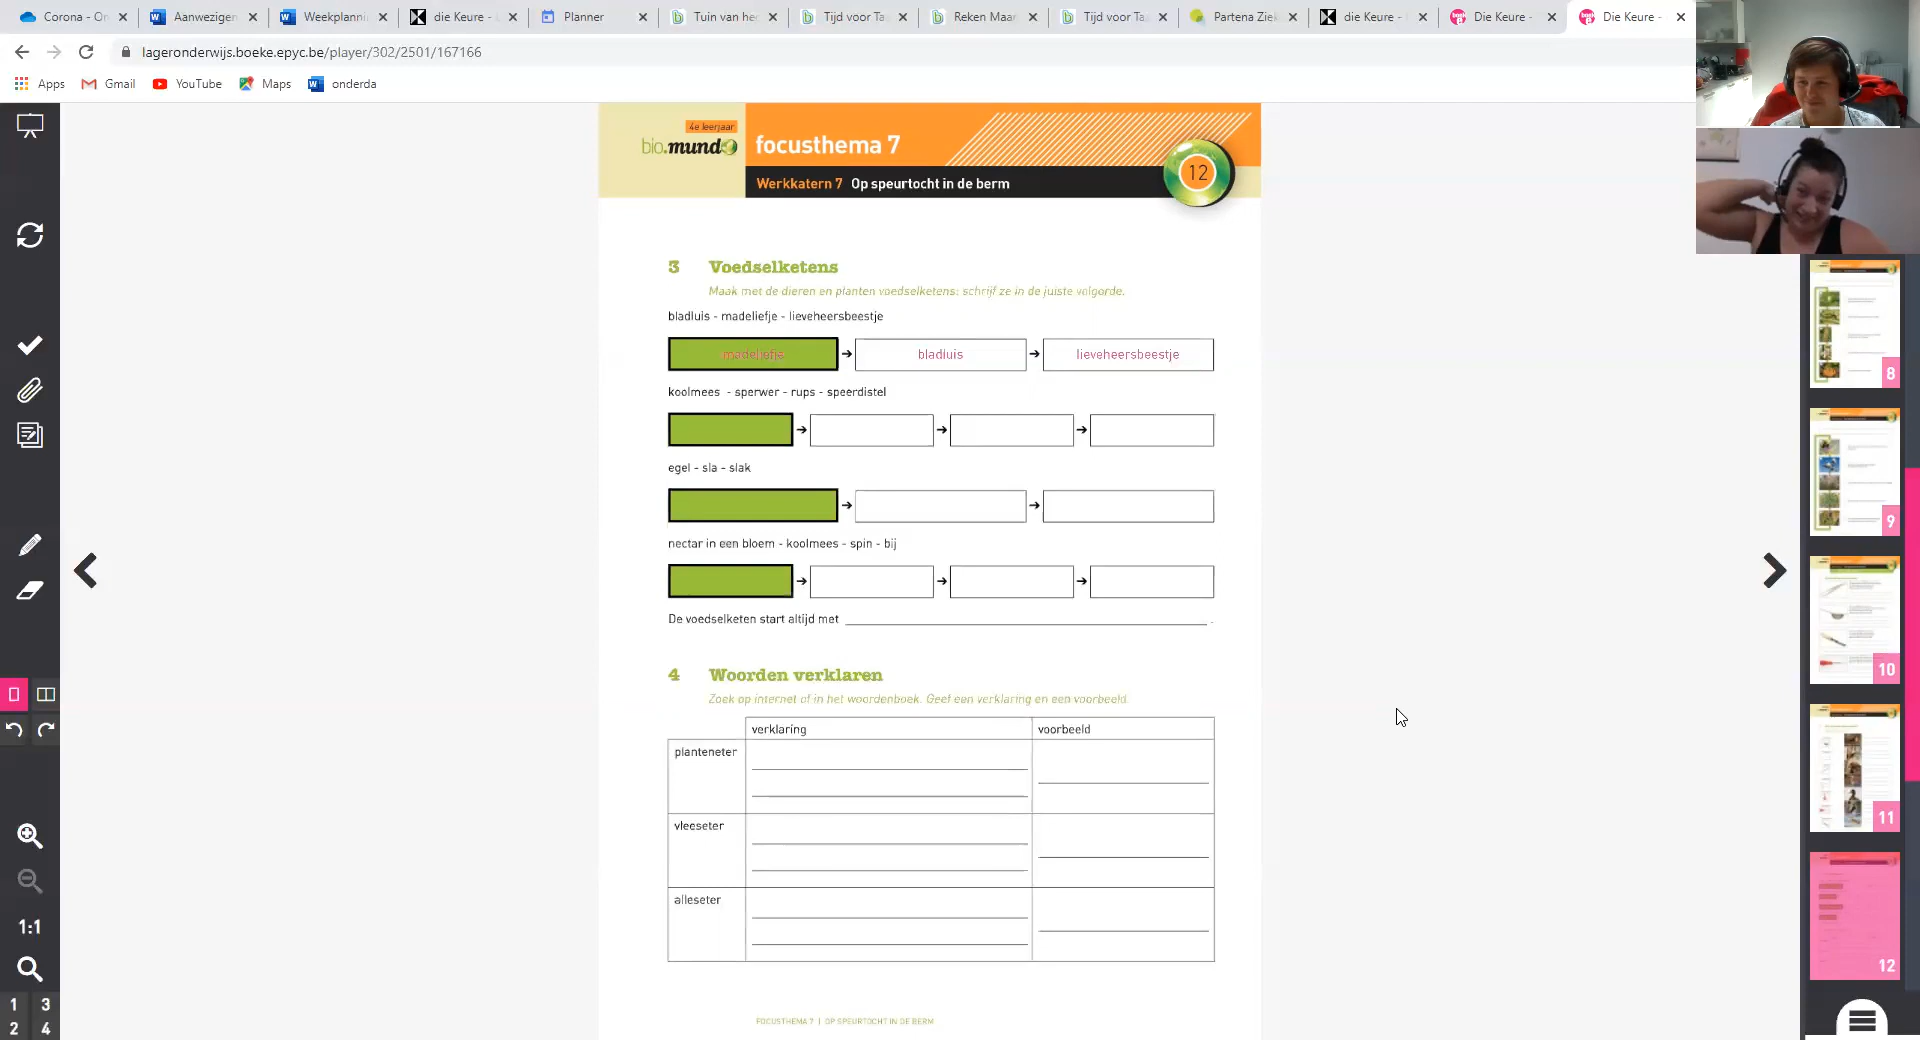 Corona - On
Aanwezigen
Weekplannin
die Keure -
Planner
Tuin van hee
Tijd voor Ta
Reken Maar
Tijd voor Ta
Partena Ziek
die Keure -
Die Keure -
Die Keure -
lageronderwijs.boeke.epyc.be/player/302/2501/167166
Apps
Gmail
YouTube
Maps
onderda
4e leerjaar
bio.mundo
focusthema 7
12
Werkkatern 7 Op speurtocht in de berm
3 Voedselketens
Maak met de dieren en planten voedselketens: schrijf ze in de juiste volgorde.
bladluis - madeliefje - lieveheersbeestje
madeliefje → bladluis → lieveheersbeestje
koolmees - sperwer - rups - speerdistel
egel - sla - slak
nectar in een bloem - koolmees - spin - bij
De voedselketen start altijd met .
4 Woorden verklaren
Zoek op internet of in het woordenboek. Geef een verklaring en een voorbeeld.
verklaring voorbeeld
planteneter
vleeseter
alleseter
FOCUSTHEMA 7 | OP SPEURTOCHT IN DE BERM
1:1
1 3
2 4
8
9
10
11
12